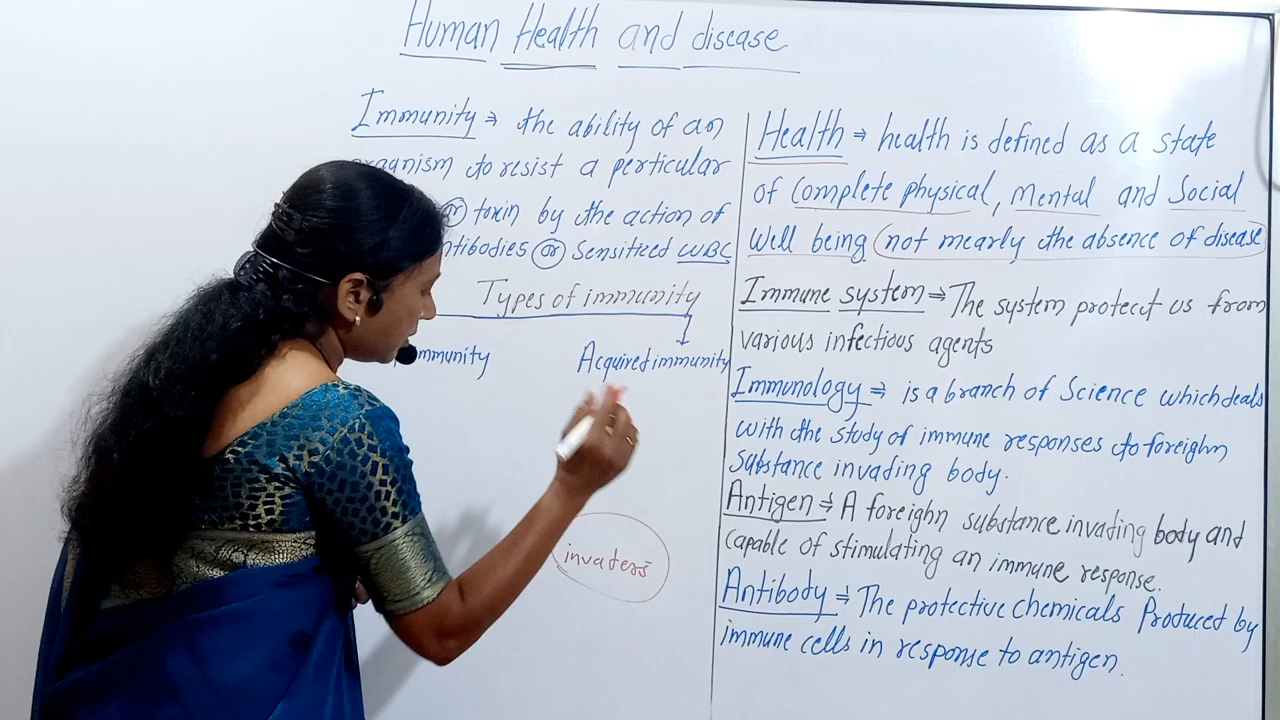 Human Health and disease
Immunity ⇒ the ability of an
organism to resist a perticular
or toxin by the action of
ntibodies or Sensitized WBC
Types of immunity
mmunity
Acquired immunity
invaters
Health ⇒ health is defined as a state
of Complete physical, Mental and Social
Well being (not mearly the absence of disease)
Immune system ⇒ The system protect us from
various infectious agents
Immunology ⇒ is a branch of Science which deals
with the study of immune responses to foreighn
substance invading body.
Antigen ⇒ A foreighn substance invading body and
capable of stimulating an immune response.
Antibody ⇒ The protective chemicals Produced by
immune cells in response to antigen.